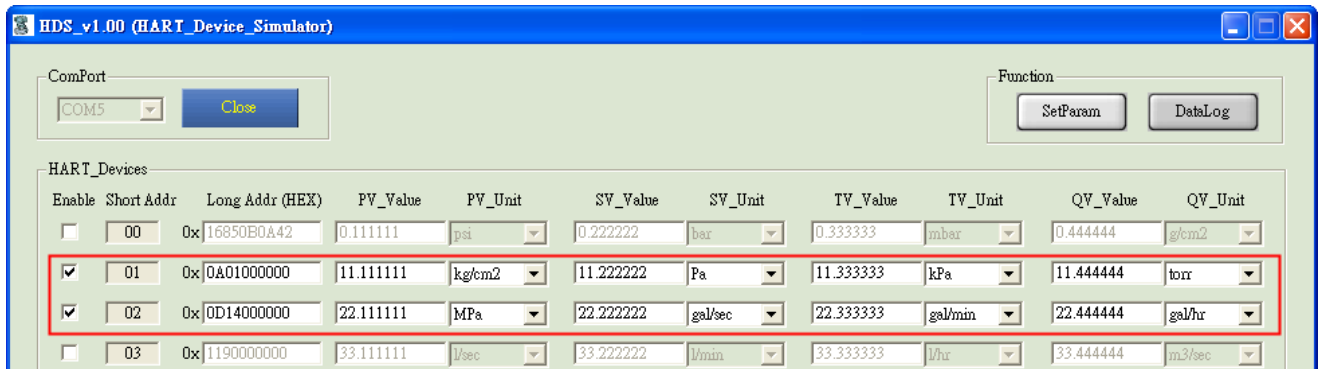 HDS_v1.00 (HART_Device_Simulator)
ComPort
COM5 Close
Function
SetParam DataLog
HART_Devices
Enable Short Addr Long Addr (HEX) PV_Value PV_Unit SV_Value SV_Unit TV_Value TV_Unit QV_Value QV_Unit
00 0x 16850B0A42 0.111111 psi 0.222222 bar 0.333333 mbar 0.444444 g/cm2
01 0x 0A01000000 11.111111 kg/cm2 11.222222 Pa 11.333333 kPa 11.444444 torr
02 0x 0D14000000 22.111111 MPa 22.222222 gal/sec 22.333333 gal/min 22.444444 gal/hr
03 0x 1190000000 33.111111 l/sec 33.222222 l/min 33.333333 l/hr 33.444444 m3/sec